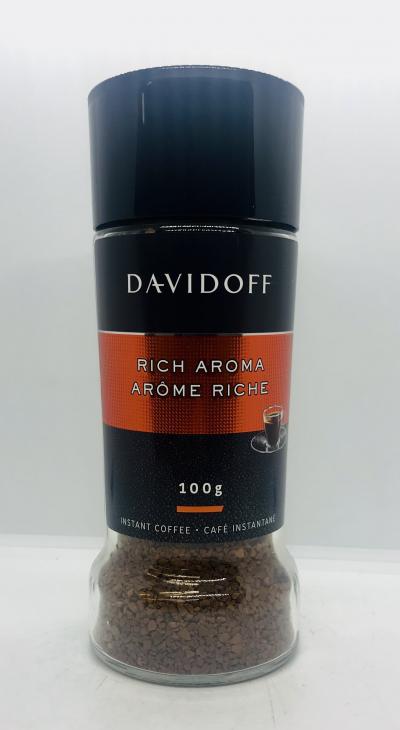 DAVIDOFF
RICH AROMA
ARÔME RICHE
100g
INSTANT COFFEE • CAFÉ INSTANTANÉ